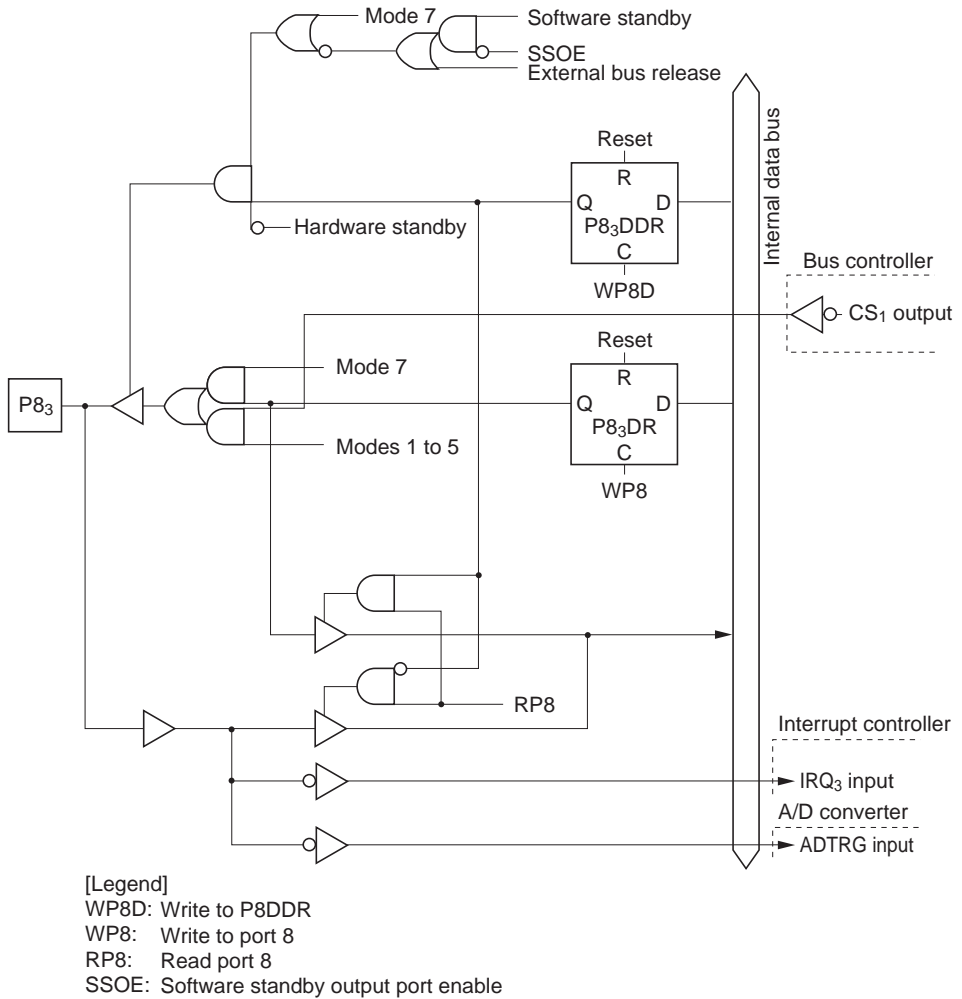 Mode 7
Software standby
SSOE
External bus release
Internal data bus
Reset
R
Q D
P8₃DDR
C
WP8D
Hardware standby
Bus controller
CS₁ output
Reset
R
Q D
P8₃DR
C
WP8
Mode 7
P8₃
Modes 1 to 5
RP8
Interrupt controller
IRQ₃ input
A/D converter
ADTRG input
[Legend]
WP8D: Write to P8DDR
WP8: Write to port 8
RP8: Read port 8
SSOE: Software standby output port enable